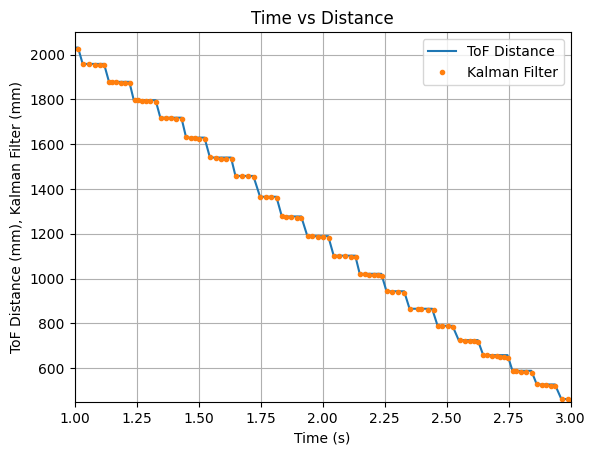 Time vs Distance
ToF Distance (mm), Kalman Filter (mm)
2000
1800
1600
1400
1200
1000
800
600
ToF Distance
Kalman Filter
1.00 1.25 1.50 1.75 2.00 2.25 2.50 2.75 3.00
Time (s)